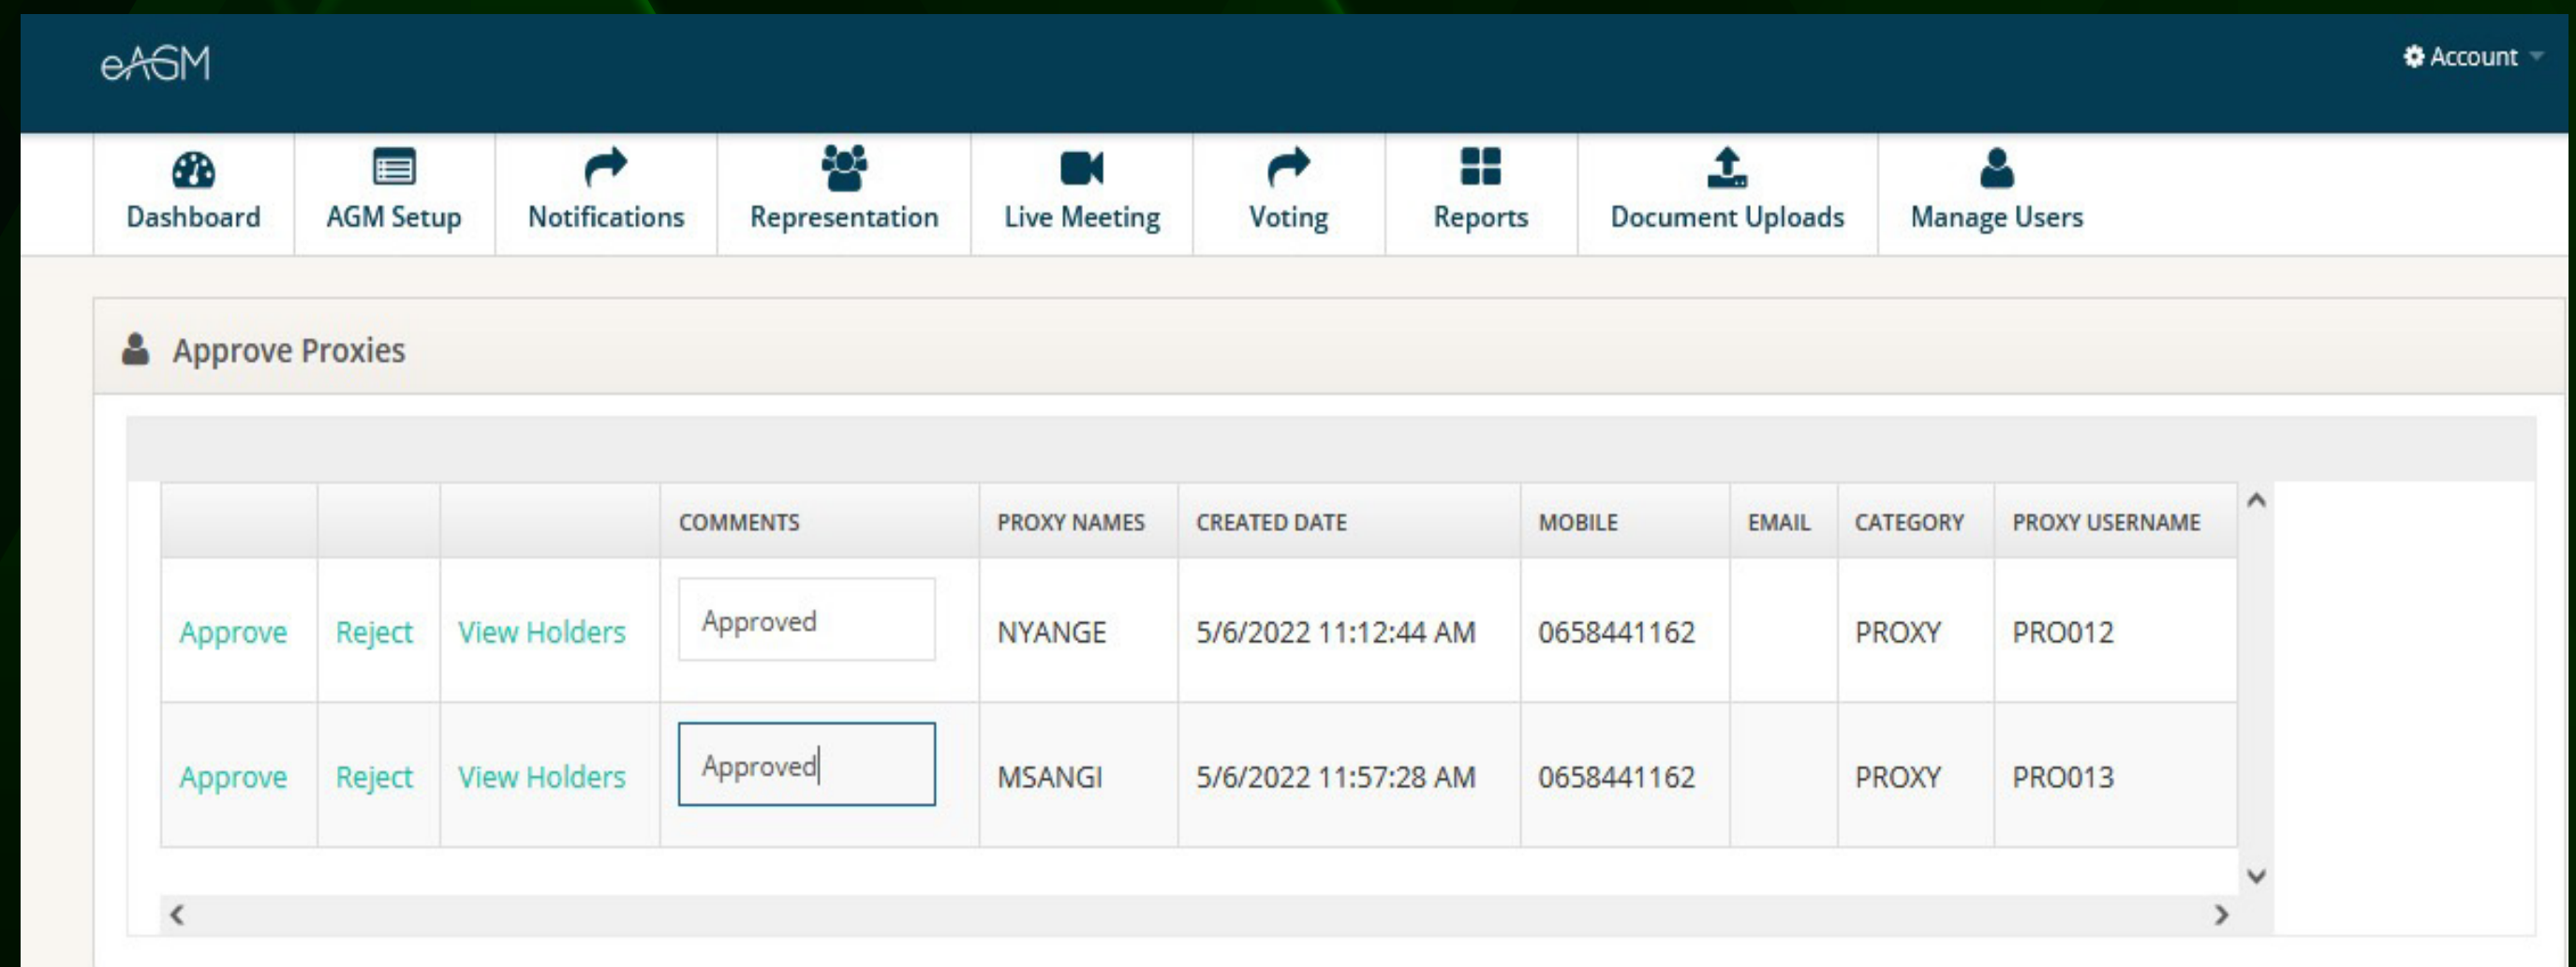 eAGM
Account
Dashboard AGM Setup Notifications Representation Live Meeting Voting Reports Document Uploads Manage Users
Approve Proxies
COMMENTS PROXY NAMES CREATED DATE MOBILE EMAIL CATEGORY PROXY USERNAME
Approve Reject View Holders Approved NYANGE 5/6/2022 11:12:44 AM 0658441162 PROXY PRO012
Approve Reject View Holders Approved MSANGI 5/6/2022 11:57:28 AM 0658441162 PROXY PRO013